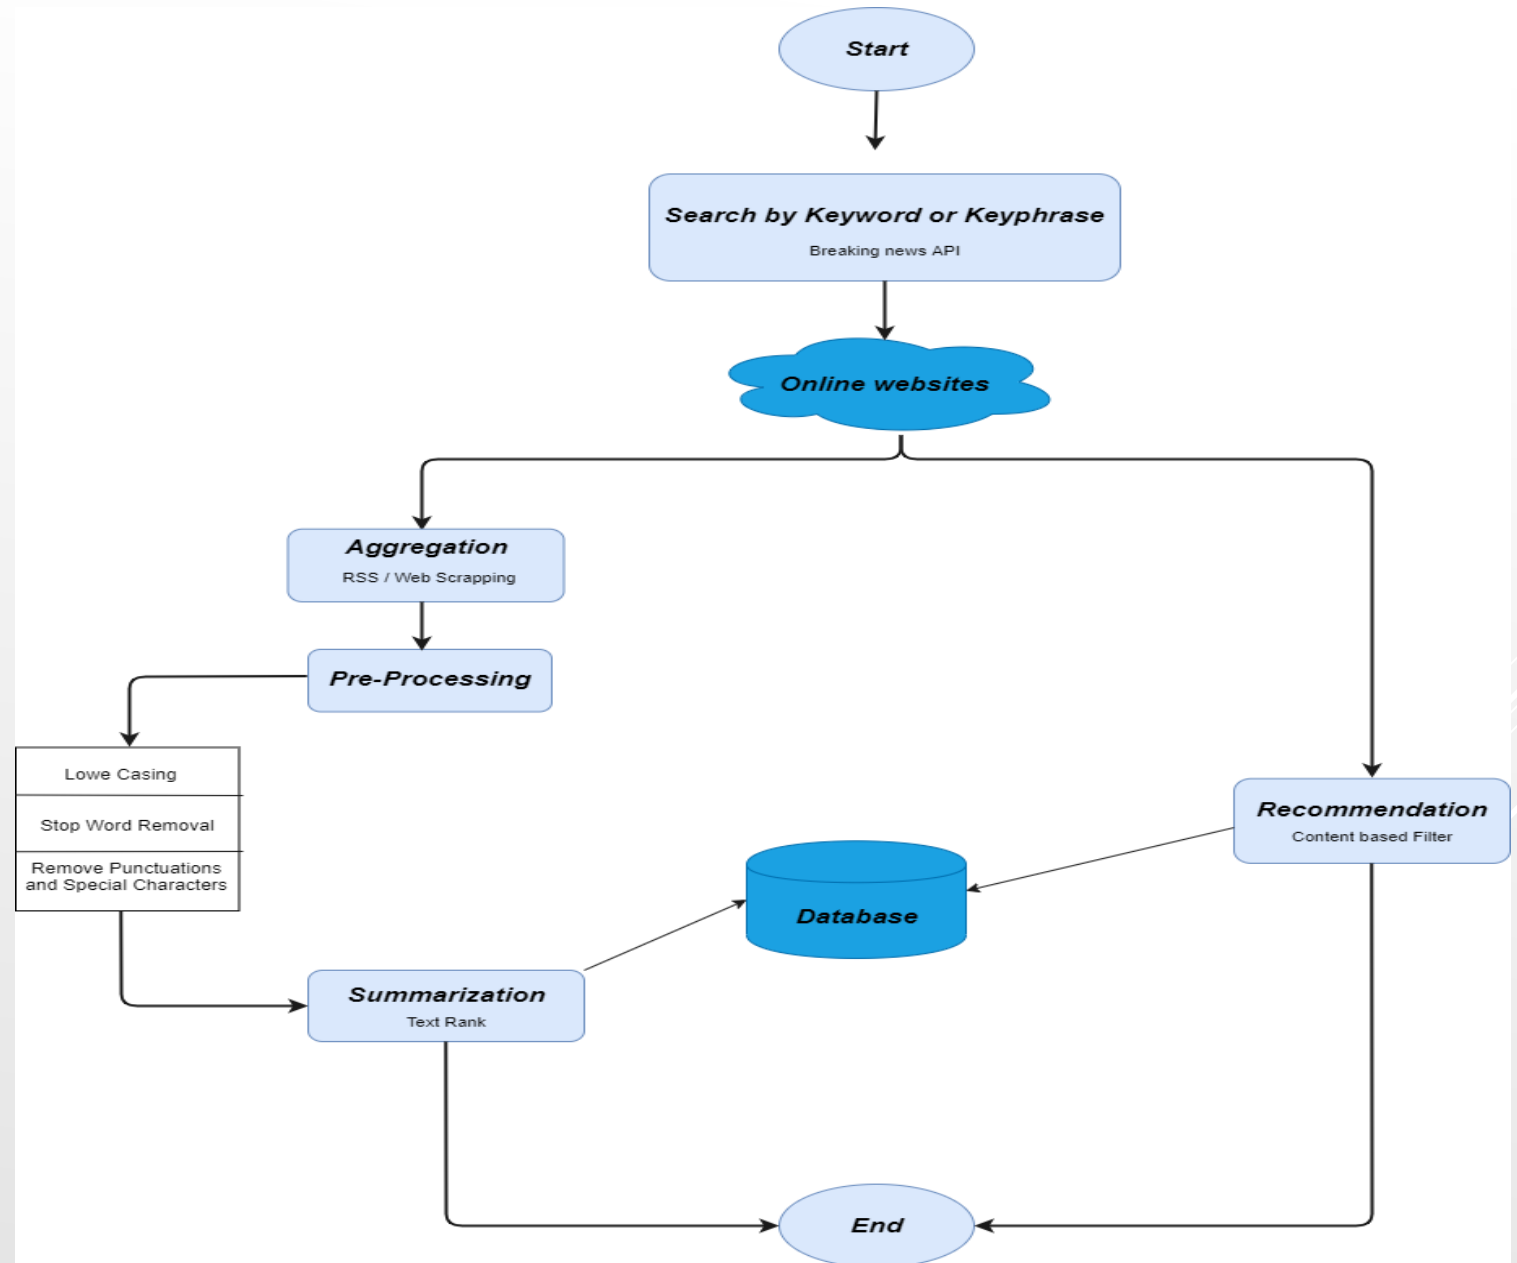 Start
Search by Keyword or Keyphrase
Breaking news API
Online websites
Aggregation
RSS / Web Scrapping
Pre-Processing
Lowe Casing
Stop Word Removal
Remove Punctuations
and Special Characters
Recommendation
Content based Filter
Database
Summarization
Text Rank
End